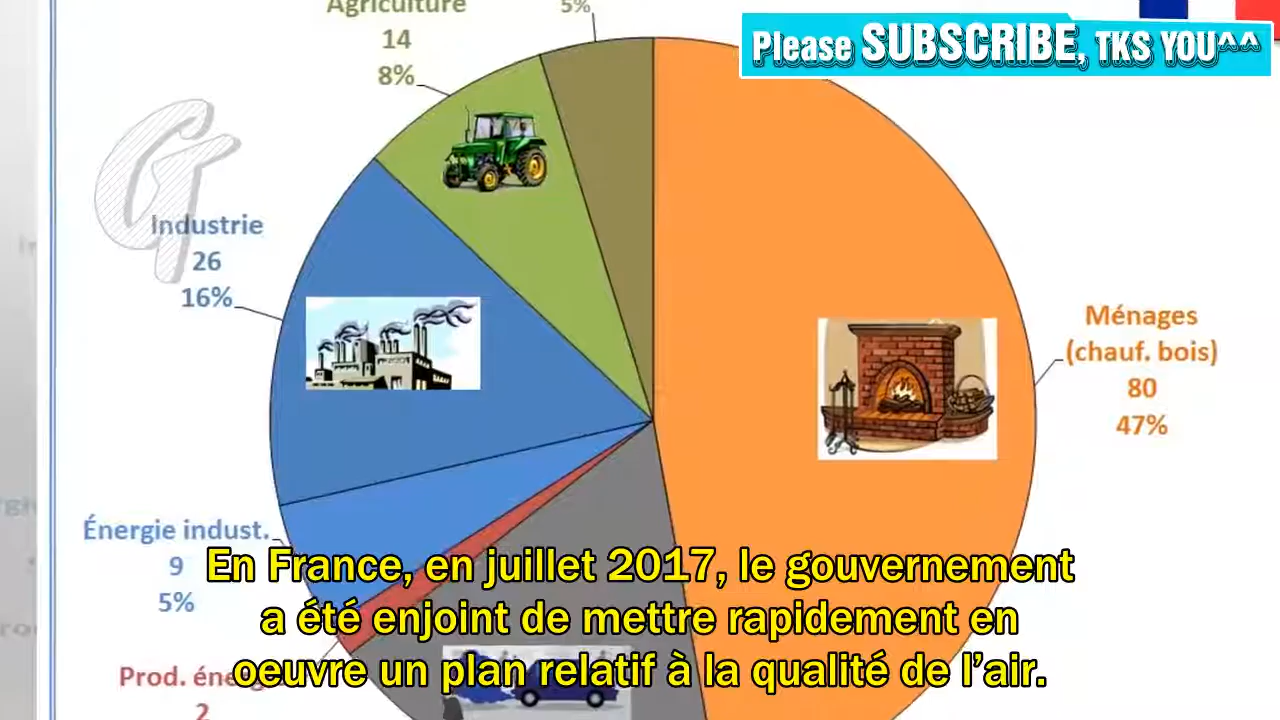 Agriculture
14
8%
5%
Please SUBSCRIBE, TKS YOU^^
Industrie
26
16%
Ménages
(chauf. bois)
80
47%
Énergie indust.
9
5%
En France, en juillet 2017, le gouvernement
a été enjoint de mettre rapidement en
oeuvre un plan relatif à la qualité de l'air.
Prod. énergie
2